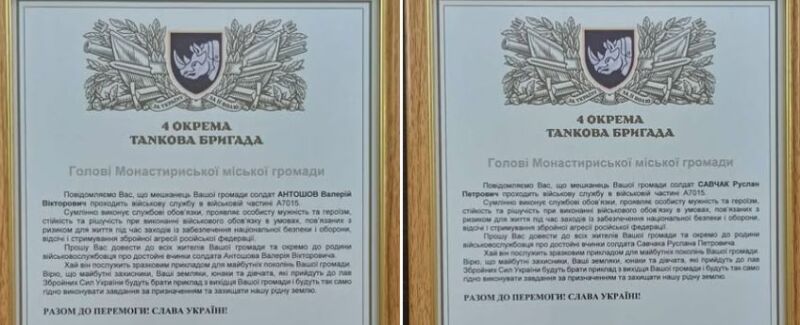 ЗА УКРАЇНУ ЗА ЇЇ ВОЛЮ
4 ОКРЕМА
ТАНКОВА БРИГАДА
Голові Монастириської міської громади
Повідомляємо Вас, що мешканець Вашої громади солдат АНТОШОВ Валерій
Вікторович проходить військову службу в військовій частині А7015.
Сумлінно виконує службові обов'язки, проявляє особисту мужність та героїзм,
стійкість та рішучість при виконанні військового обов'язку в умовах, пов'язаних з
ризиком для життя під час заходів із забезпечення національної безпеки і оборони,
відсічі і стримування збройної агресії російської федерації.
Прошу Вас довести до всіх жителів Вашої громади та окремо до родини
військовослужбовця про достойні вчинки солдата Антошова Валерія Вікторовича.
Хай він послужить зразковим прикладом для майбутніх поколінь Вашої громади.
Вірю, що майбутні захисники, Ваші земляки, юнаки та дівчата, які прийдуть до лав
Збройних Сил України будуть брати приклад з вихідця Вашої громади і будуть так само
гідно виконувати завдання за призначенням та захищати нашу рідну землю.
РАЗОМ ДО ПЕРЕМОГИ! СЛАВА УКРАЇНІ!
ЗА УКРАЇНУ ЗА ЇЇ ВОЛЮ
4 ОКРЕМА
ТАНКОВА БРИГАДА
Голові Монастириської міської громади
Повідомляємо Вас, що мешканець Вашої громади солдат САВЧАК Руслан
Петрович проходить військову службу в військовій частині А7015.
Сумлінно виконує службові обов'язки, проявляє особисту мужність та героїзм,
стійкість та рішучість при виконанні військового обов'язку в умовах, пов'язаних з
ризиком для життя під час заходів із забезпечення національної безпеки і оборони,
відсічі і стримування збройної агресії російської федерації.
Прошу Вас довести до всіх жителів Вашої громади та окремо до родини
військовослужбовця про достойні вчинки солдата Савчака Руслана Петровича.
Хай він послужить зразковим прикладом для майбутніх поколінь Вашої громади.
Вірю, що майбутні захисники, Ваші земляки, юнаки та дівчата, які прийдуть до лав
Збройних Сил України будуть брати приклад з вихідця Вашої громади і будуть так само
гідно виконувати завдання за призначенням та захищати нашу рідну землю.
РАЗОМ ДО ПЕРЕМОГИ! СЛАВА УКРАЇНІ!